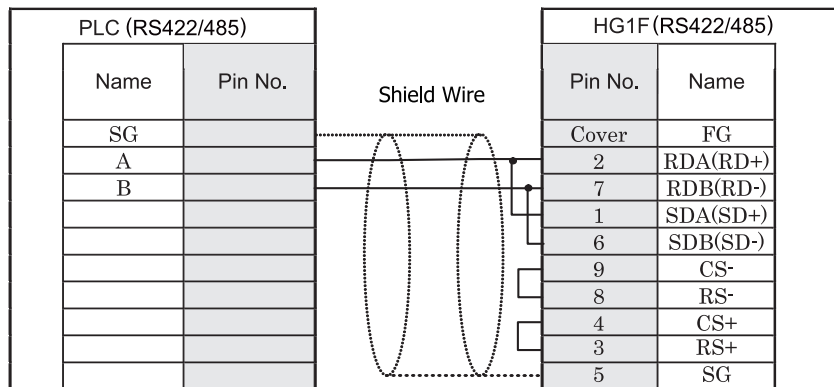 PLC (RS422/485) HG1F(RS422/485)
Name Pin No. Shield Wire Pin No. Name
SG Cover FG
A 2 RDA(RD+)
B 7 RDB(RD-)
1 SDA(SD+)
6 SDB(SD-)
9 CS-
8 RS-
4 CS+
3 RS+
5 SG